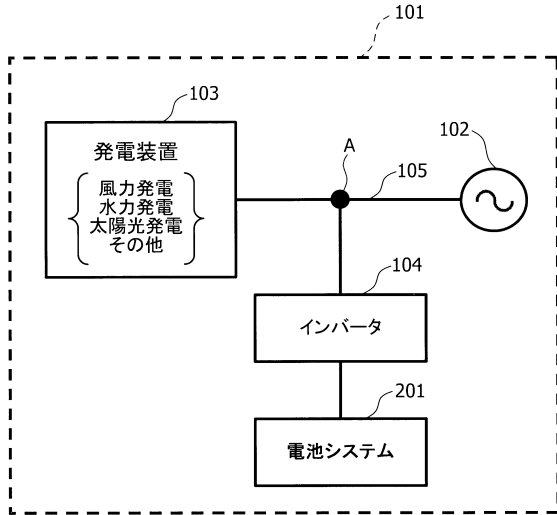 101
103
発電装置
風力発電
水力発電
太陽光発電
その他
A
105
102
104
インバータ
201
電池システム